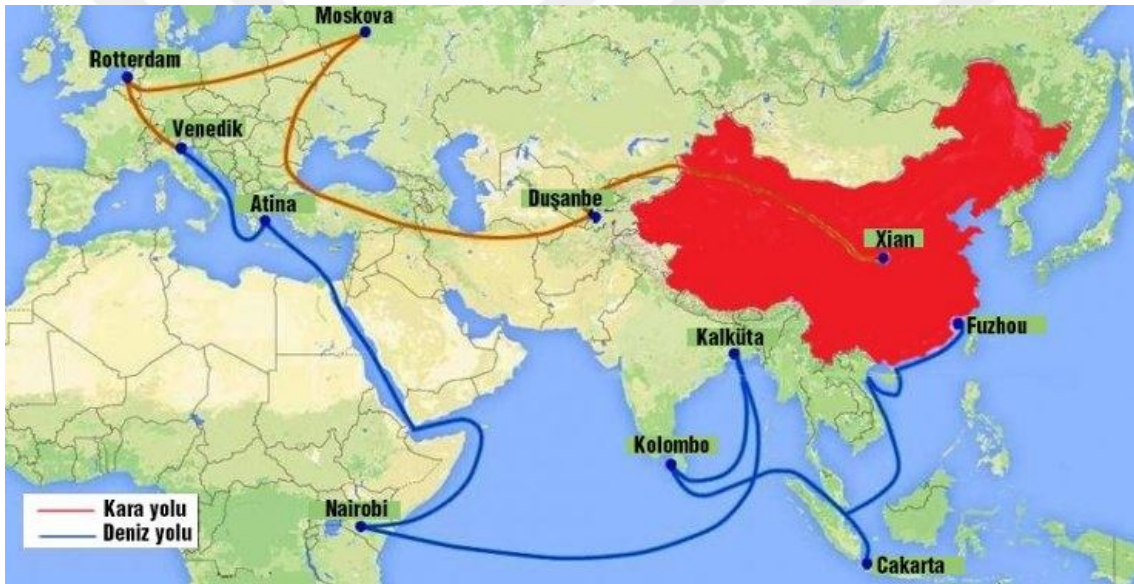 Moskova
Rotterdam
Venedik
Atina
Duşanbe
Xian
Kalküta
Fuzhou
Kolombo
Nairobi
Cakarta
Kara yolu
Deniz yolu